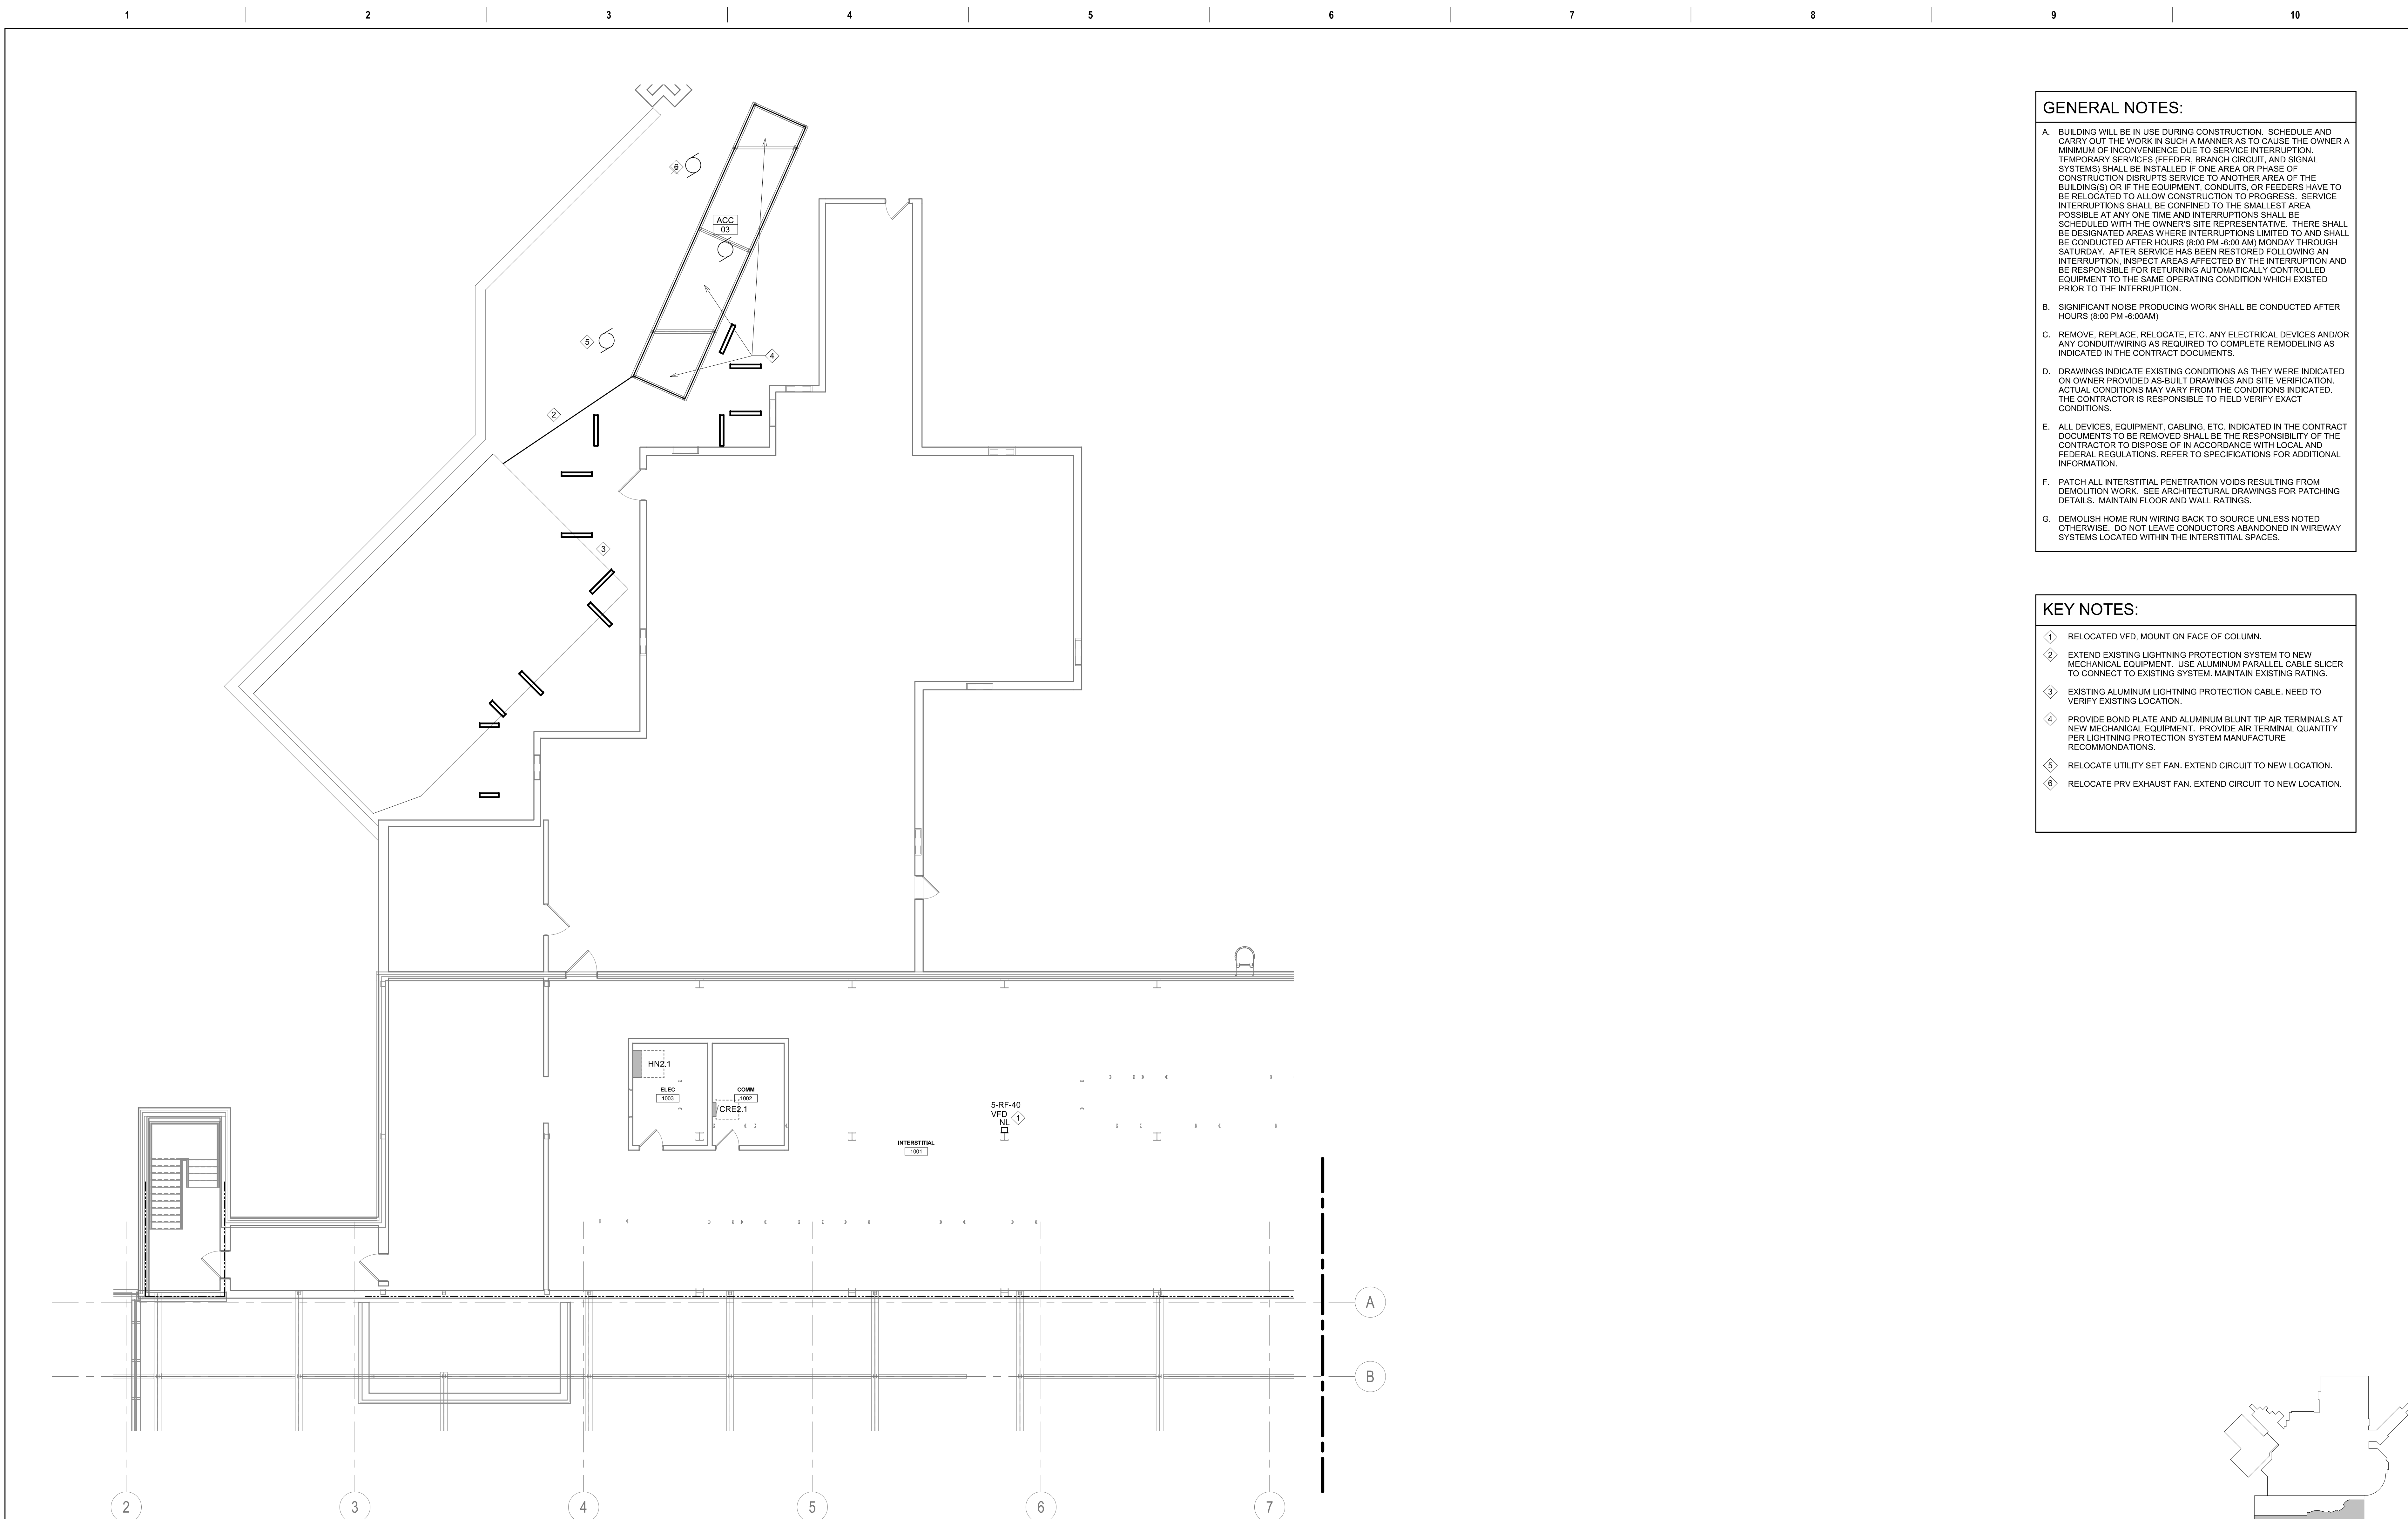 1 2 3 4 5 6 7 8 9 10
GENERAL NOTES:
A. BUILDING WILL BE IN USE DURING CONSTRUCTION. SCHEDULE AND
CARRY OUT THE WORK IN SUCH A MANNER AS TO CAUSE THE OWNER A
MINIMUM OF INCONVENIENCE DUE TO SERVICE INTERRUPTION.
TEMPORARY SERVICES (FEEDER, BRANCH CIRCUIT, AND SIGNAL
SYSTEMS) SHALL BE INSTALLED IF ONE AREA OR PHASE OF
CONSTRUCTION DISRUPTS SERVICE TO ANOTHER AREA OF THE
BUILDING(S) OR IF THE EQUIPMENT, CONDUITS, OR FEEDERS HAVE TO
BE RELOCATED TO ALLOW CONSTRUCTION TO PROGRESS. SERVICE
INTERRUPTIONS SHALL BE CONFINED TO THE SMALLEST AREA
POSSIBLE AT ANY ONE TIME AND INTERRUPTIONS SHALL BE
SCHEDULED WITH THE OWNER'S SITE REPRESENTATIVE. THERE SHALL
BE DESIGNATED AREAS WHERE INTERRUPTIONS LIMITED TO AND SHALL
BE CONDUCTED AFTER HOURS (8:00 PM -6:00 AM) MONDAY THROUGH
SATURDAY. AFTER SERVICE HAS BEEN RESTORED FOLLOWING AN
INTERRUPTION, INSPECT AREAS AFFECTED BY THE INTERRUPTION AND
BE RESPONSIBLE FOR RETURNING AUTOMATICALLY CONTROLLED
EQUIPMENT TO THE SAME OPERATING CONDITION WHICH EXISTED
PRIOR TO THE INTERRUPTION.
B. SIGNIFICANT NOISE PRODUCING WORK SHALL BE CONDUCTED AFTER
HOURS (8:00 PM -6:00AM)
C. REMOVE, REPLACE, RELOCATE, ETC. ANY ELECTRICAL DEVICES AND/OR
ANY CONDUIT/WIRING AS REQUIRED TO COMPLETE REMODELING AS
INDICATED IN THE CONTRACT DOCUMENTS.
D. DRAWINGS INDICATE EXISTING CONDITIONS AS THEY WERE INDICATED
ON OWNER PROVIDED AS-BUILT DRAWINGS AND SITE VERIFICATION.
ACTUAL CONDITIONS MAY VARY FROM THE CONDITIONS INDICATED.
THE CONTRACTOR IS RESPONSIBLE TO FIELD VERIFY EXACT
CONDITIONS.
E. ALL DEVICES, EQUIPMENT, CABLING, ETC. INDICATED IN THE CONTRACT
DOCUMENTS TO BE REMOVED SHALL BE THE RESPONSIBILITY OF THE
CONTRACTOR TO DISPOSE OF IN ACCORDANCE WITH LOCAL AND
FEDERAL REGULATIONS. REFER TO SPECIFICATIONS FOR ADDITIONAL
INFORMATION.
F. PATCH ALL INTERSTITIAL PENETRATION VOIDS RESULTING FROM
DEMOLITION WORK. SEE ARCHITECTURAL DRAWINGS FOR PATCHING
DETAILS. MAINTAIN FLOOR AND WALL RATINGS.
G. DEMOLISH HOME RUN WIRING BACK TO SOURCE UNLESS NOTED
OTHERWISE. DO NOT LEAVE CONDUCTORS ABANDONED IN WIREWAY
SYSTEMS LOCATED WITHIN THE INTERSTITIAL SPACES.
KEY NOTES:
1 RELOCATED VFD, MOUNT ON FACE OF COLUMN.
2 EXTEND EXISTING LIGHTNING PROTECTION SYSTEM TO NEW
MECHANICAL EQUIPMENT. USE ALUMINUM PARALLEL CABLE SLICER
TO CONNECT TO EXISTING SYSTEM. MAINTAIN EXISTING RATING.
3 EXISTING ALUMINUM LIGHTNING PROTECTION CABLE. NEED TO
VERIFY EXISTING LOCATION.
4 PROVIDE BOND PLATE AND ALUMINUM BLUNT TIP AIR TERMINALS AT
NEW MECHANICAL EQUIPMENT. PROVIDE AIR TERMINAL QUANTITY
PER LIGHTNING PROTECTION SYSTEM MANUFACTURE
RECOMMONDATIONS.
5 RELOCATE UTILITY SET FAN. EXTEND CIRCUIT TO NEW LOCATION.
6 RELOCATE PRV EXHAUST FAN. EXTEND CIRCUIT TO NEW LOCATION.
6
ACC
03
5
4
2
3
HN2.1
ELEC
1003
COMM
1002
CRE2.1
5-RF-40
VFD
NL
1
INTERSTITIAL
1001
A
B
2 3 4 5 6 7